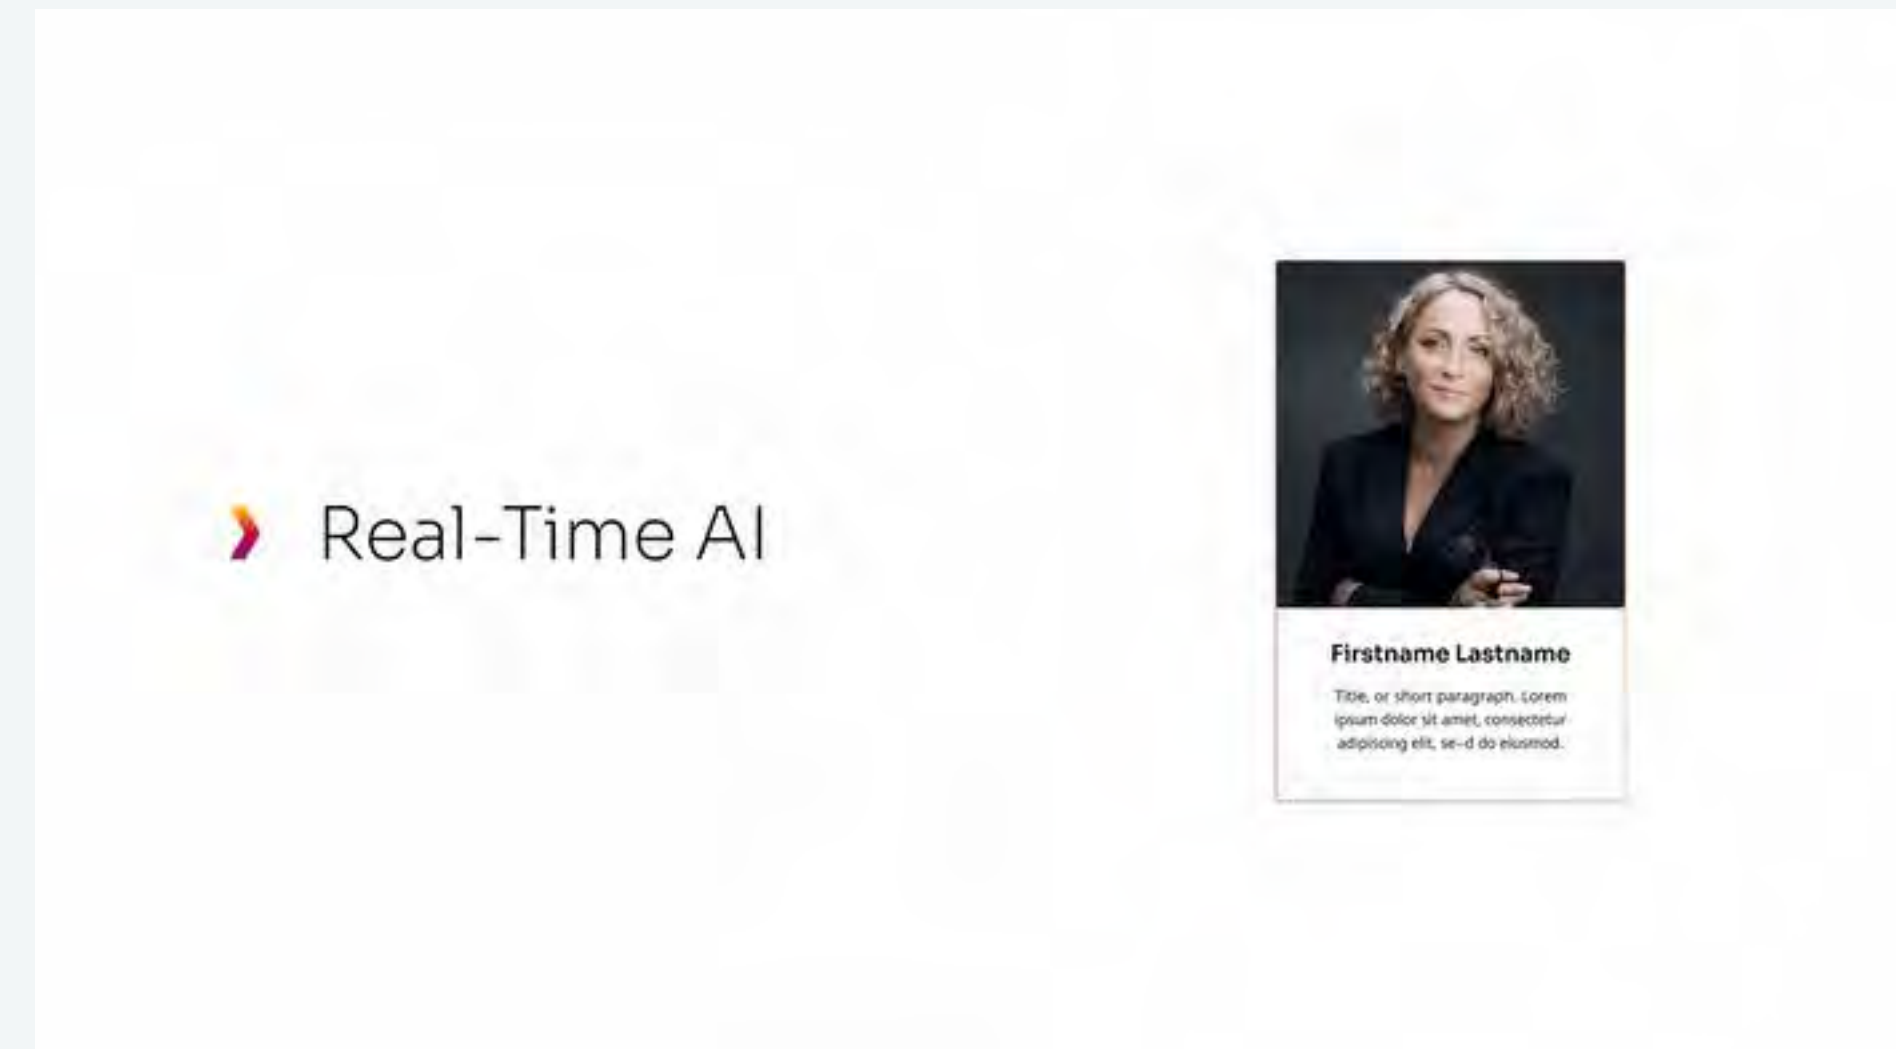 Real-Time AI
Firstname Lastname
Title, or short paragraph. Lorem
ipsum dolor sit amet, consectetur
adipiscing elit, se-d do eiusmod.